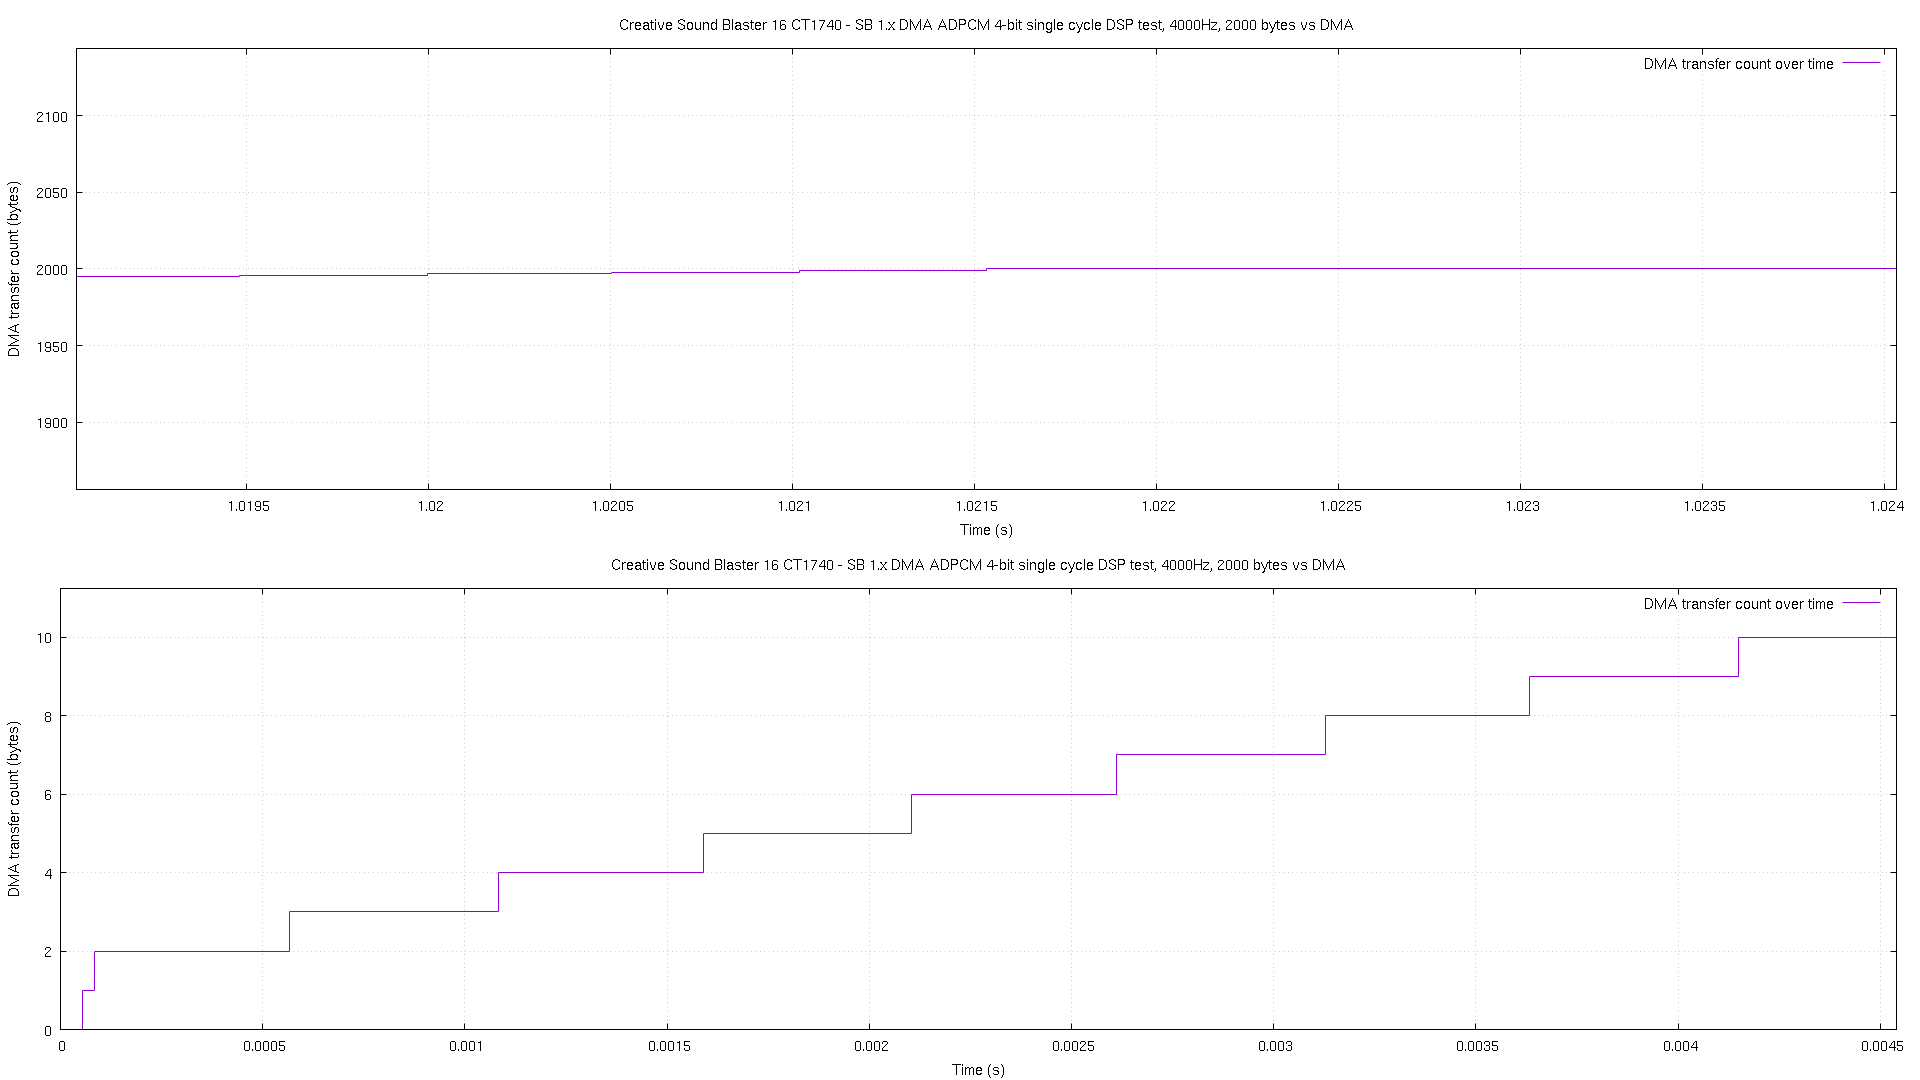 Creative Sound Blaster 16 CT1740 - SB 1.x DMA ADPCM 4-bit single cycle DSP test, 4000Hz, 2000 bytes vs DMA
DMA transfer count over time
2100
2050
2000
1950
1900
DMA transfer count (bytes)
1.0195 1.02 1.0205 1.021 1.0215 1.022 1.0225 1.023 1.0235 1.024
Time (s)
Creative Sound Blaster 16 CT1740 - SB 1.x DMA ADPCM 4-bit single cycle DSP test, 4000Hz, 2000 bytes vs DMA
DMA transfer count over time
10
8
6
4
2
0
DMA transfer count (bytes)
0 0.0005 0.001 0.0015 0.002 0.0025 0.003 0.0035 0.004 0.0045
Time (s)